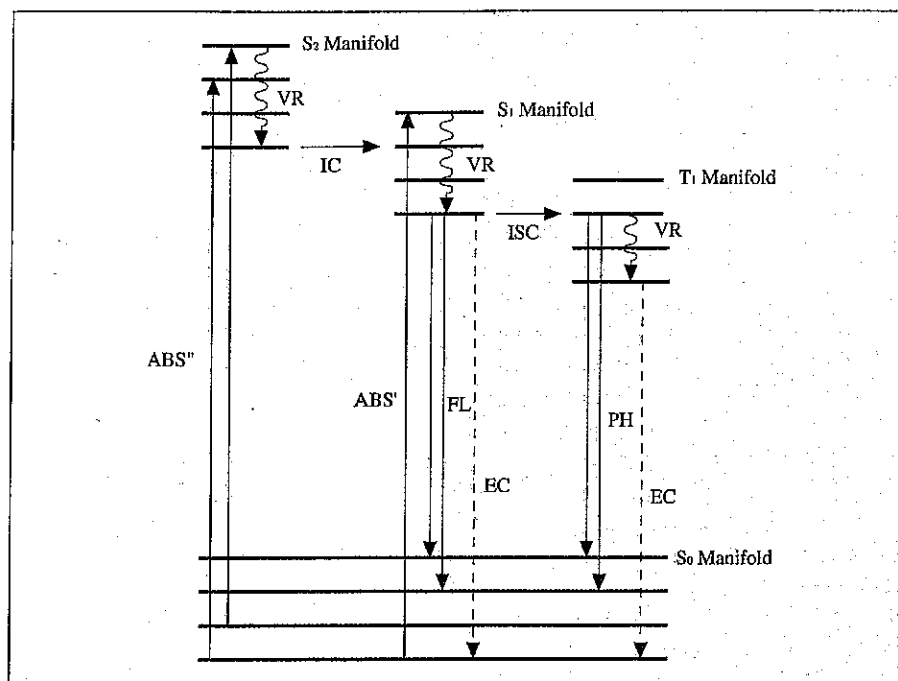 S2 Manifold
VR
S1 Manifold
IC
VR
T1 Manifold
ISC
VR
ABS"
ABS'
FL
PH
EC
EC
S0 Manifold